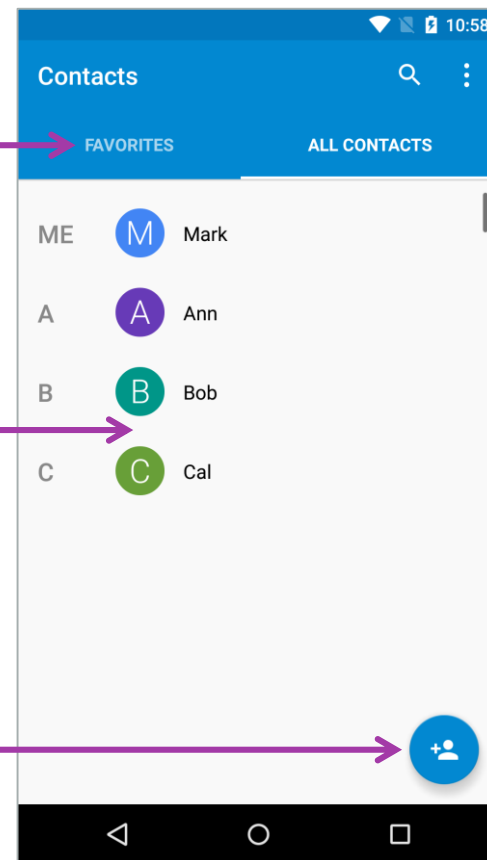 10:58
Contacts
FAVORITES ALL CONTACTS
ME M Mark
A A Ann
B B Bob
C C Cal